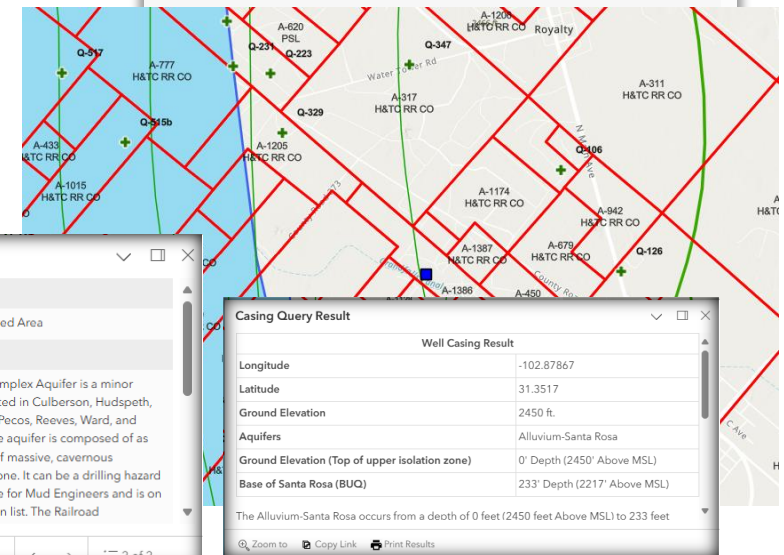 A-620
PSL
A-1206
H&TC RR CO
Royalty
Q-517
A-777
H&TC RR CO
Q-231
Q-223
Q-347
Water Tower Rd
A-311
H&TC RR CO
A-317
H&TC RR CO
Q-329
Q-515b
A-433
H&TC RR CO
A-1205
H&TC RR CO
N Main Ave
Q-106
A-1015
H&TC RR CO
A-1174
H&TC RR CO
A-942
H&TC RR CO
A-1387
H&TC RR CO
A-679
H&TC RR CO
Q-126
A-1386
A-450
C Ave
ed Area
mplex Aquifer is a minor
ted in Culberson, Hudspeth,
Pecos, Reeves, Ward, and
e aquifer is composed of as
f massive, cavernous
one. It can be a drilling hazard
e for Mud Engineers and is on
n list. The Railroad
2 of 2
Casing Query Result
Well Casing Result
Longitude -102.87867
Latitude 31.3517
Ground Elevation 2450 ft.
Aquifers Alluvium-Santa Rosa
Ground Elevation (Top of upper isolation zone) 0' Depth (2450' Above MSL)
Base of Santa Rosa (BUQ) 233' Depth (2217' Above MSL)
The Alluvium-Santa Rosa occurs from a depth of 0 feet (2450 feet Above MSL) to 233 feet
Zoom to Copy Link Print Results